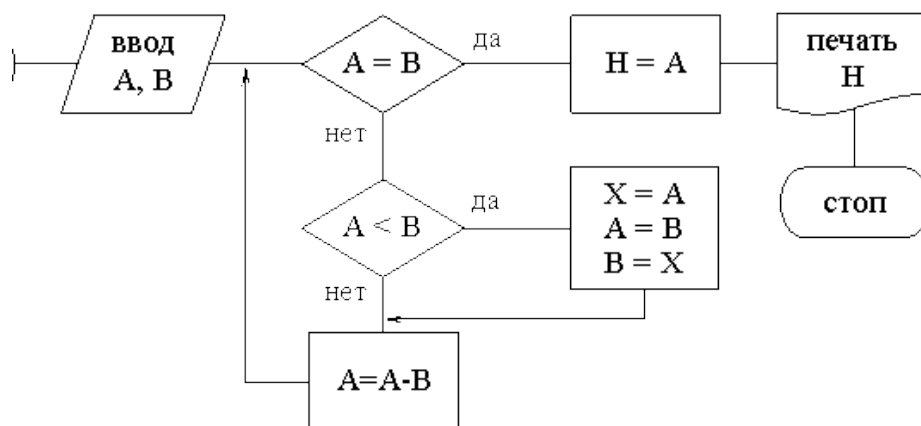 ввод
A, B
A = B
да
H = A
печать
H
нет
A < B
да
X = A
A = B
B = X
стоп
нет
A=A-B